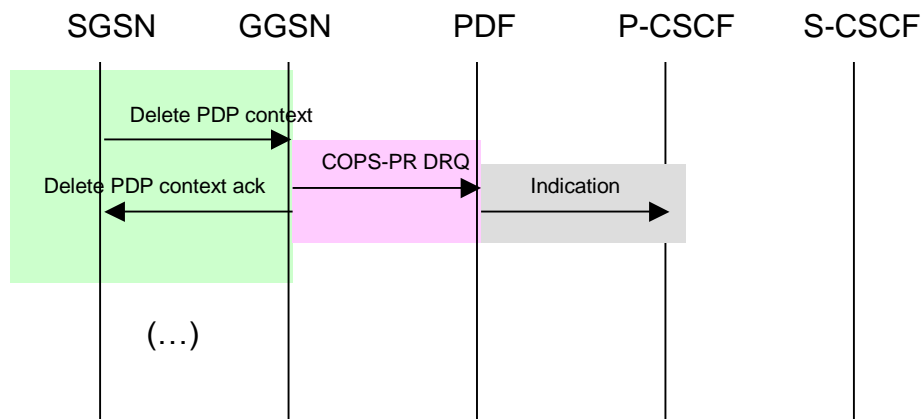 SGSN GGSN PDF P-CSCF S-CSCF
Delete PDP context
COPS-PR DRQ
Delete PDP context ack Indication
(…)